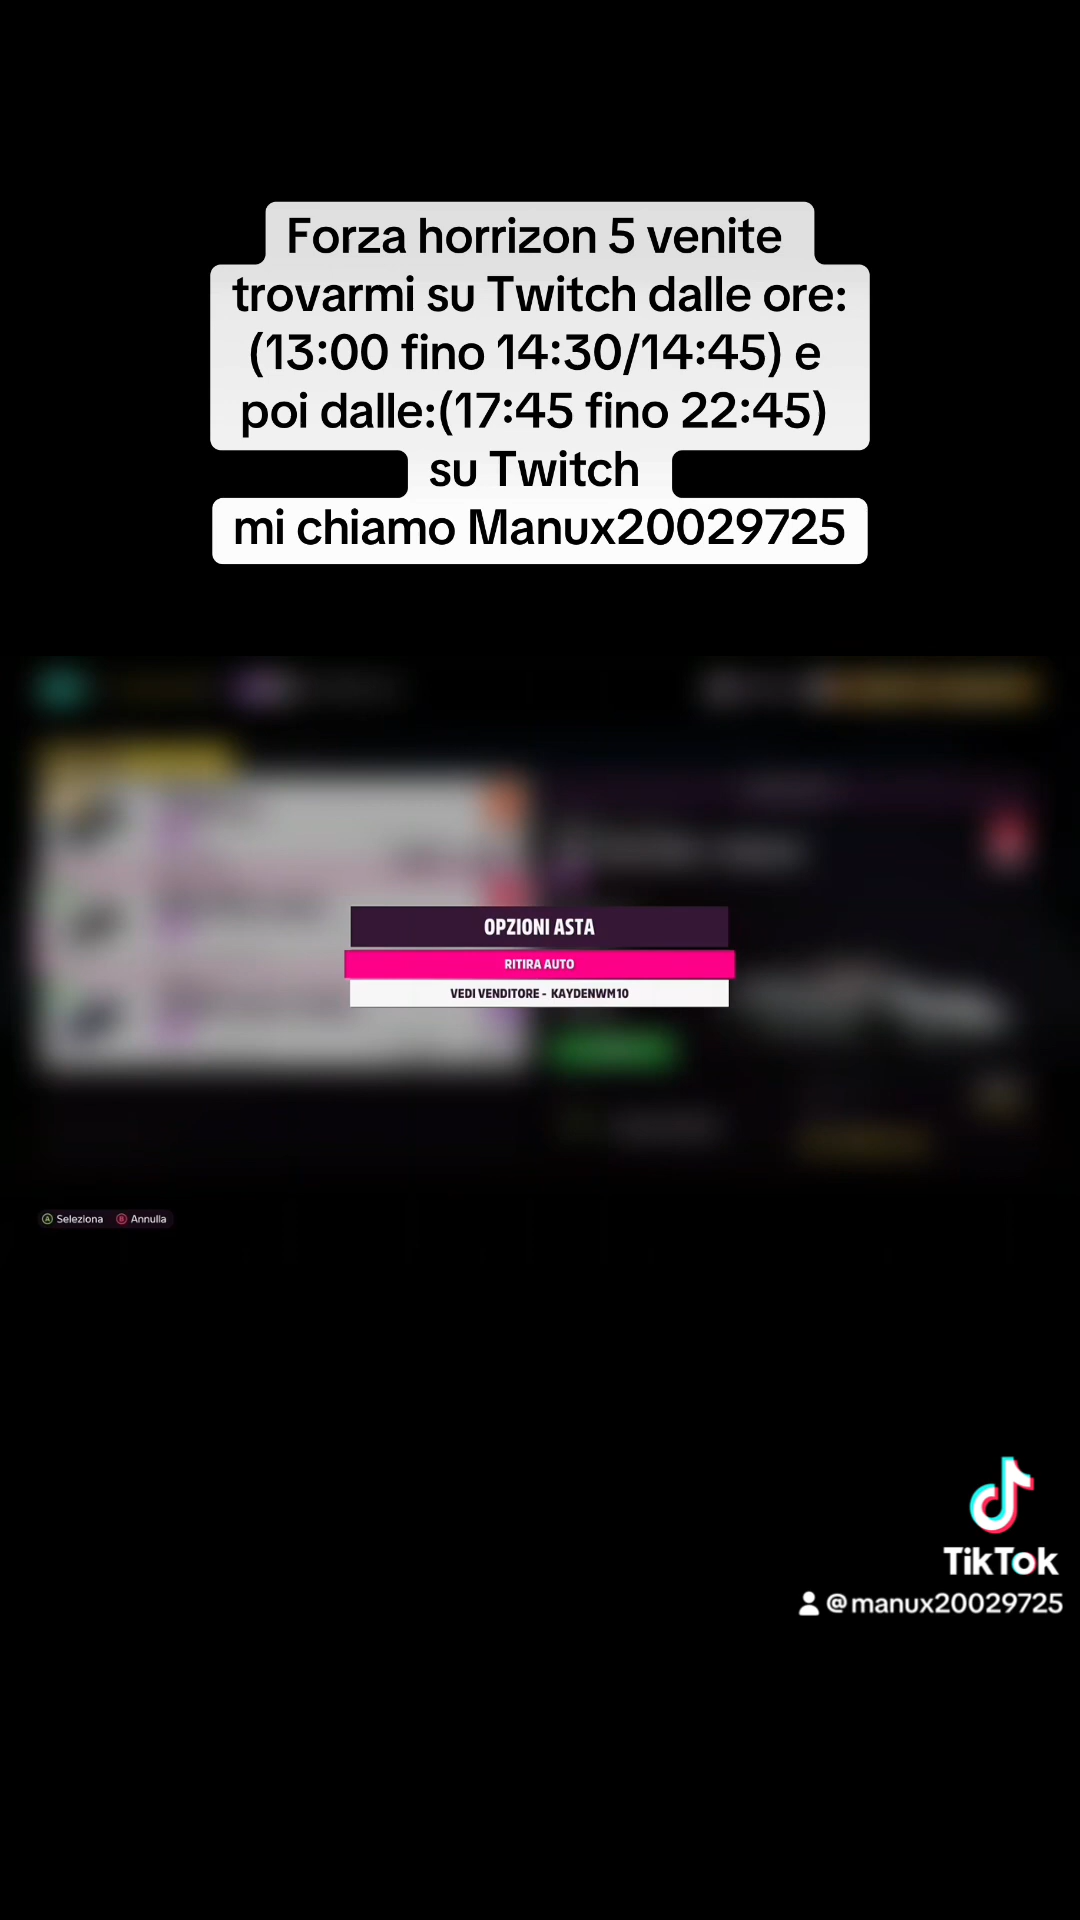 Forza horrizon 5 venite
trovarmi su Twitch dalle ore:
(13:00 fino 14:30/14:45) e
poi dalle:(17:45 fino 22:45)
su Twitch
mi chiamo Manux20029725
OPZIONI ASTA
RITIRA AUTO
VEDI VENDITORE - KAYDENWM10
A Seleziona B Annulla
TikTok
@manux20029725